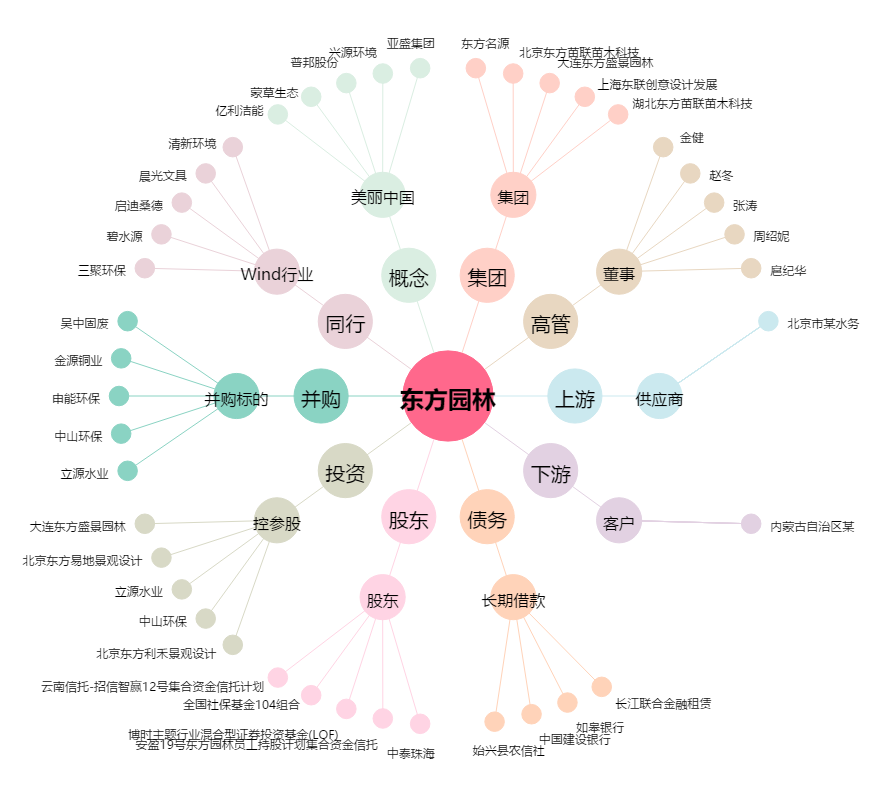 亚盛集团
东方名源
兴源环境
北京东方苗联苗木科技
普邦股份
大连东方盛景园林
蒙草生态
上海东联创意设计发展
亿利洁能
湖北东方苗联苗木科技
清新环境
金健
晨光文具
赵冬
美丽中国
集团
启迪桑德
张涛
碧水源
周绍妮
三聚环保
Wind行业
概念
集团
董事
扈纪华
吴中固废
同行
高管
北京市某水务
金源铜业
申能环保
并购标的
并购
东方园林
上游
供应商
中山环保
立源水业
投资
下游
大连东方盛景园林
控参股
股东
债务
客户
内蒙古自治区某
北京东方易地景观设计
立源水业
股东
长期借款
中山环保
北京东方利禾景观设计
云南信托-招信智赢12号集合资金信托计划
全国社保基金104组合
长江联合金融租赁
博时主题行业混合型证券投资基金(LOF)
如皋银行
安盈19号东方园林员工持股计划集合资金信托
中国建设银行
中泰珠海
始兴县农信社